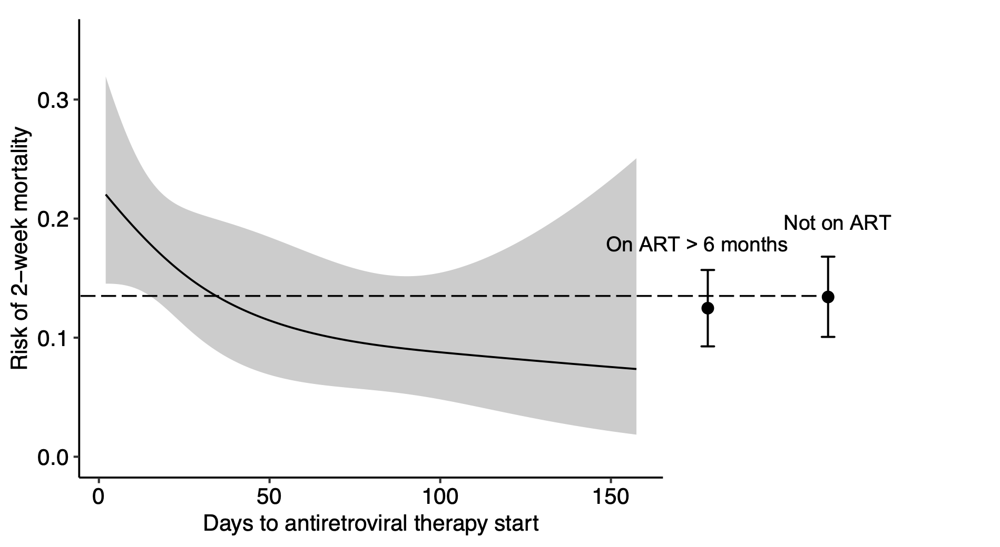 Risk of 2−week mortality
0.3
0.2
0.1
0.0
0
50
100
150
Days to antiretroviral therapy start
On ART > 6 months
Not on ART